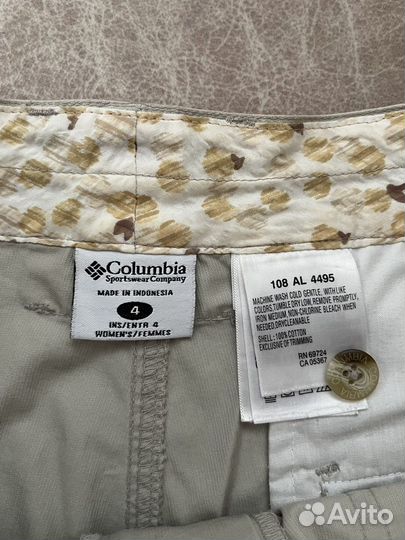 Columbia
Sportswear Company
MADE IN INDONESIA
4
INS/ENTR 4
WOMEN'S/FEMMES
108 AL 4495
MACHINE WASH COLD GENTLE, WITH LIKE
COLORS, TUMBLE DRY LOW, REMOVE PROMPTLY,
IRON MEDIUM, NON-CHLORINE BLEACH WHEN
NEEDED, DRYCLEANABLE
SHELL: 100% COTTON
EXCLUSIVE OF TRIMMING
RN 69724
CA 05367
COLUMBIA
Avito